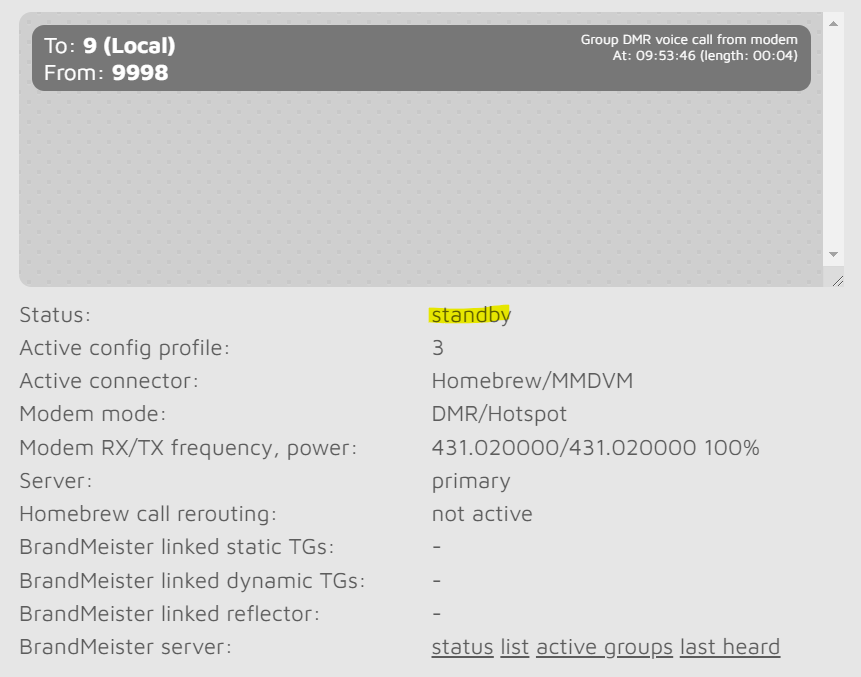 To: 9 (Local)
From: 9998
Group DMR voice call from modem
At: 09:53:46 (length: 00:04)
Status: standby
Active config profile: 3
Active connector: Homebrew/MMDVM
Modem mode: DMR/Hotspot
Modem RX/TX frequency, power: 431.020000/431.020000 100%
Server: primary
Homebrew call rerouting: not active
BrandMeister linked static TGs: -
BrandMeister linked dynamic TGs: -
BrandMeister linked reflector: -
BrandMeister server: status list active groups last heard